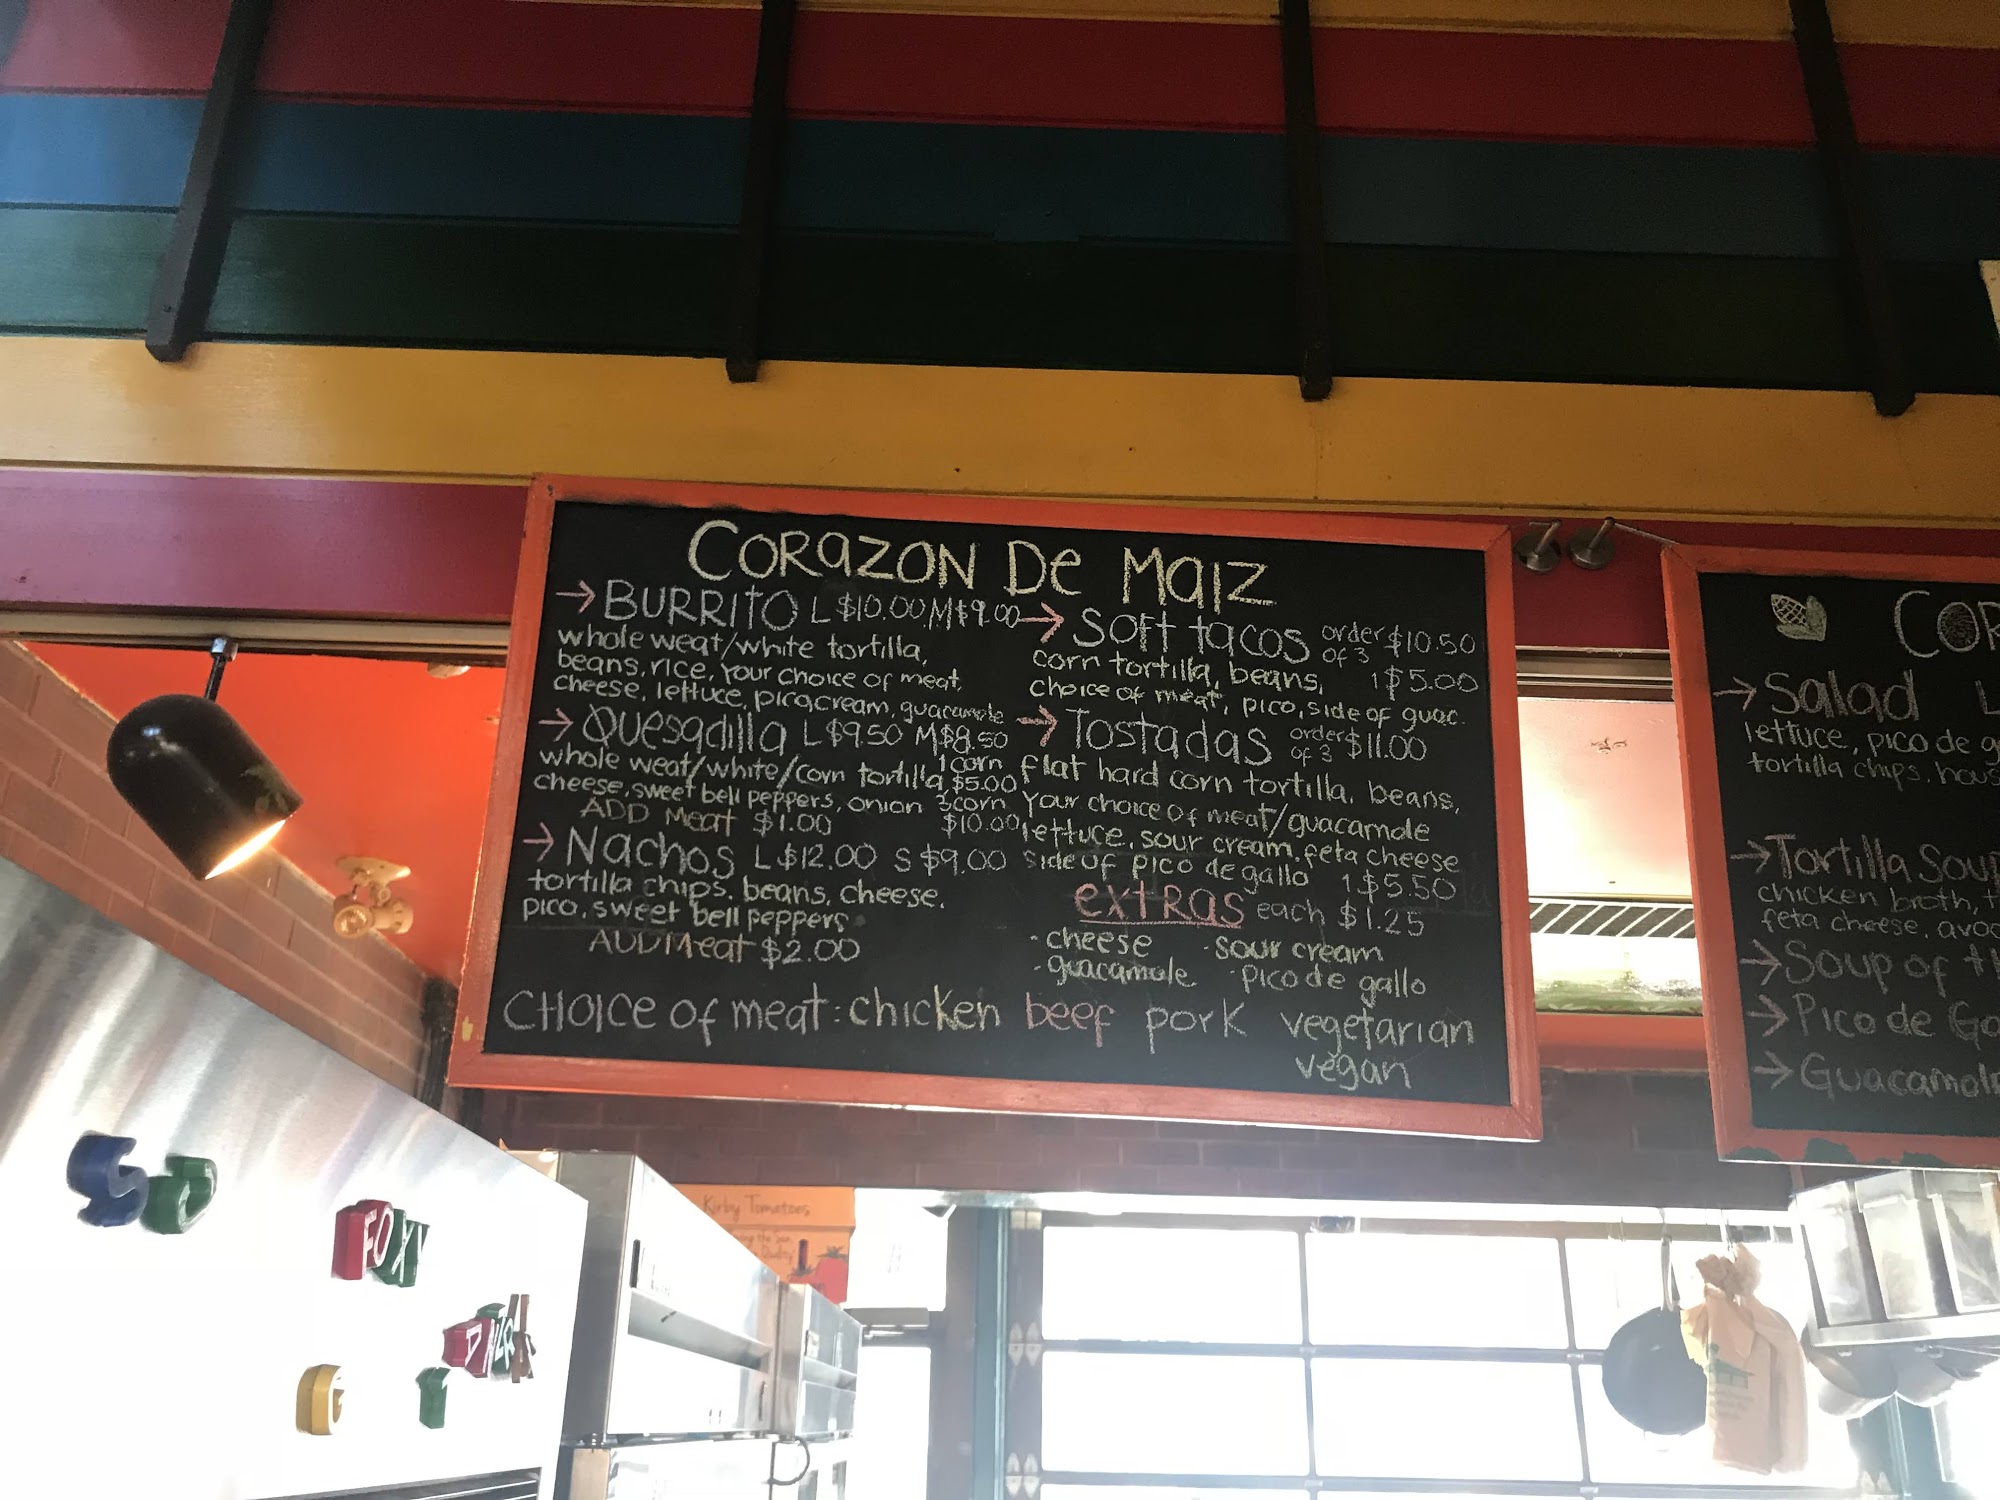 CORAZON De MaIZ
→ BURRITO L $10.00 M $9.00
whole weat/white tortilla,
beans, rice, Your choice of meat,
cheese, lettuce, pico, cream, guacamole
→ Quesadilla L $9.50 M $8.50
whole weat/white/corn tortilla, 1 corn $5.00
cheese, sweet bell peppers, onion 3 corn $10.00
ADD Meat $1.00
→ Nachos L $12.00 S $9.00
tortilla chips, beans, cheese,
pico, sweet bell peppers
ADD Meat $2.00
→ Soft tacos order of 3 $10.50
corn tortilla, beans, 1 $5.00
choice of meat, pico, side of guac.
→ Tostadas order of 3 $11.00
flat hard corn tortilla, beans,
Your choice of meat/guacamole
lettuce, sour cream, feta cheese
side of pico de gallo 1 $5.50
extras each $1.25
· cheese · sour cream
· guacamole · pico de gallo
CHOICe of meat: chicken beef pork vegetarian
vegan
→ Salad L
lettuce, pico de
tortilla chips,
→ Tortilla Soup
chicken broth,
feta cheese,
→ Soup of
→ Pico de
→ Guacamole
Kirby Tomatoes
FOXY